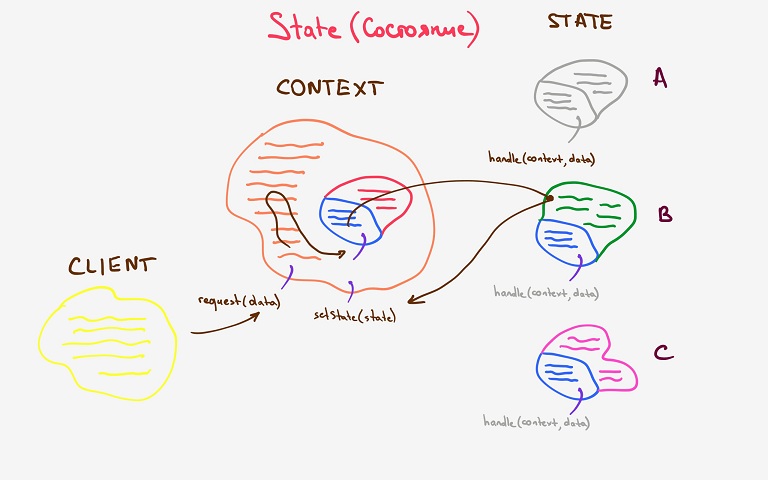 State (Состояние)
STATE
CONTEXT
A
handle(context, data)
B
CLIENT
request(data)
handle(context, data)
setState(state)
C
handle(context, data)